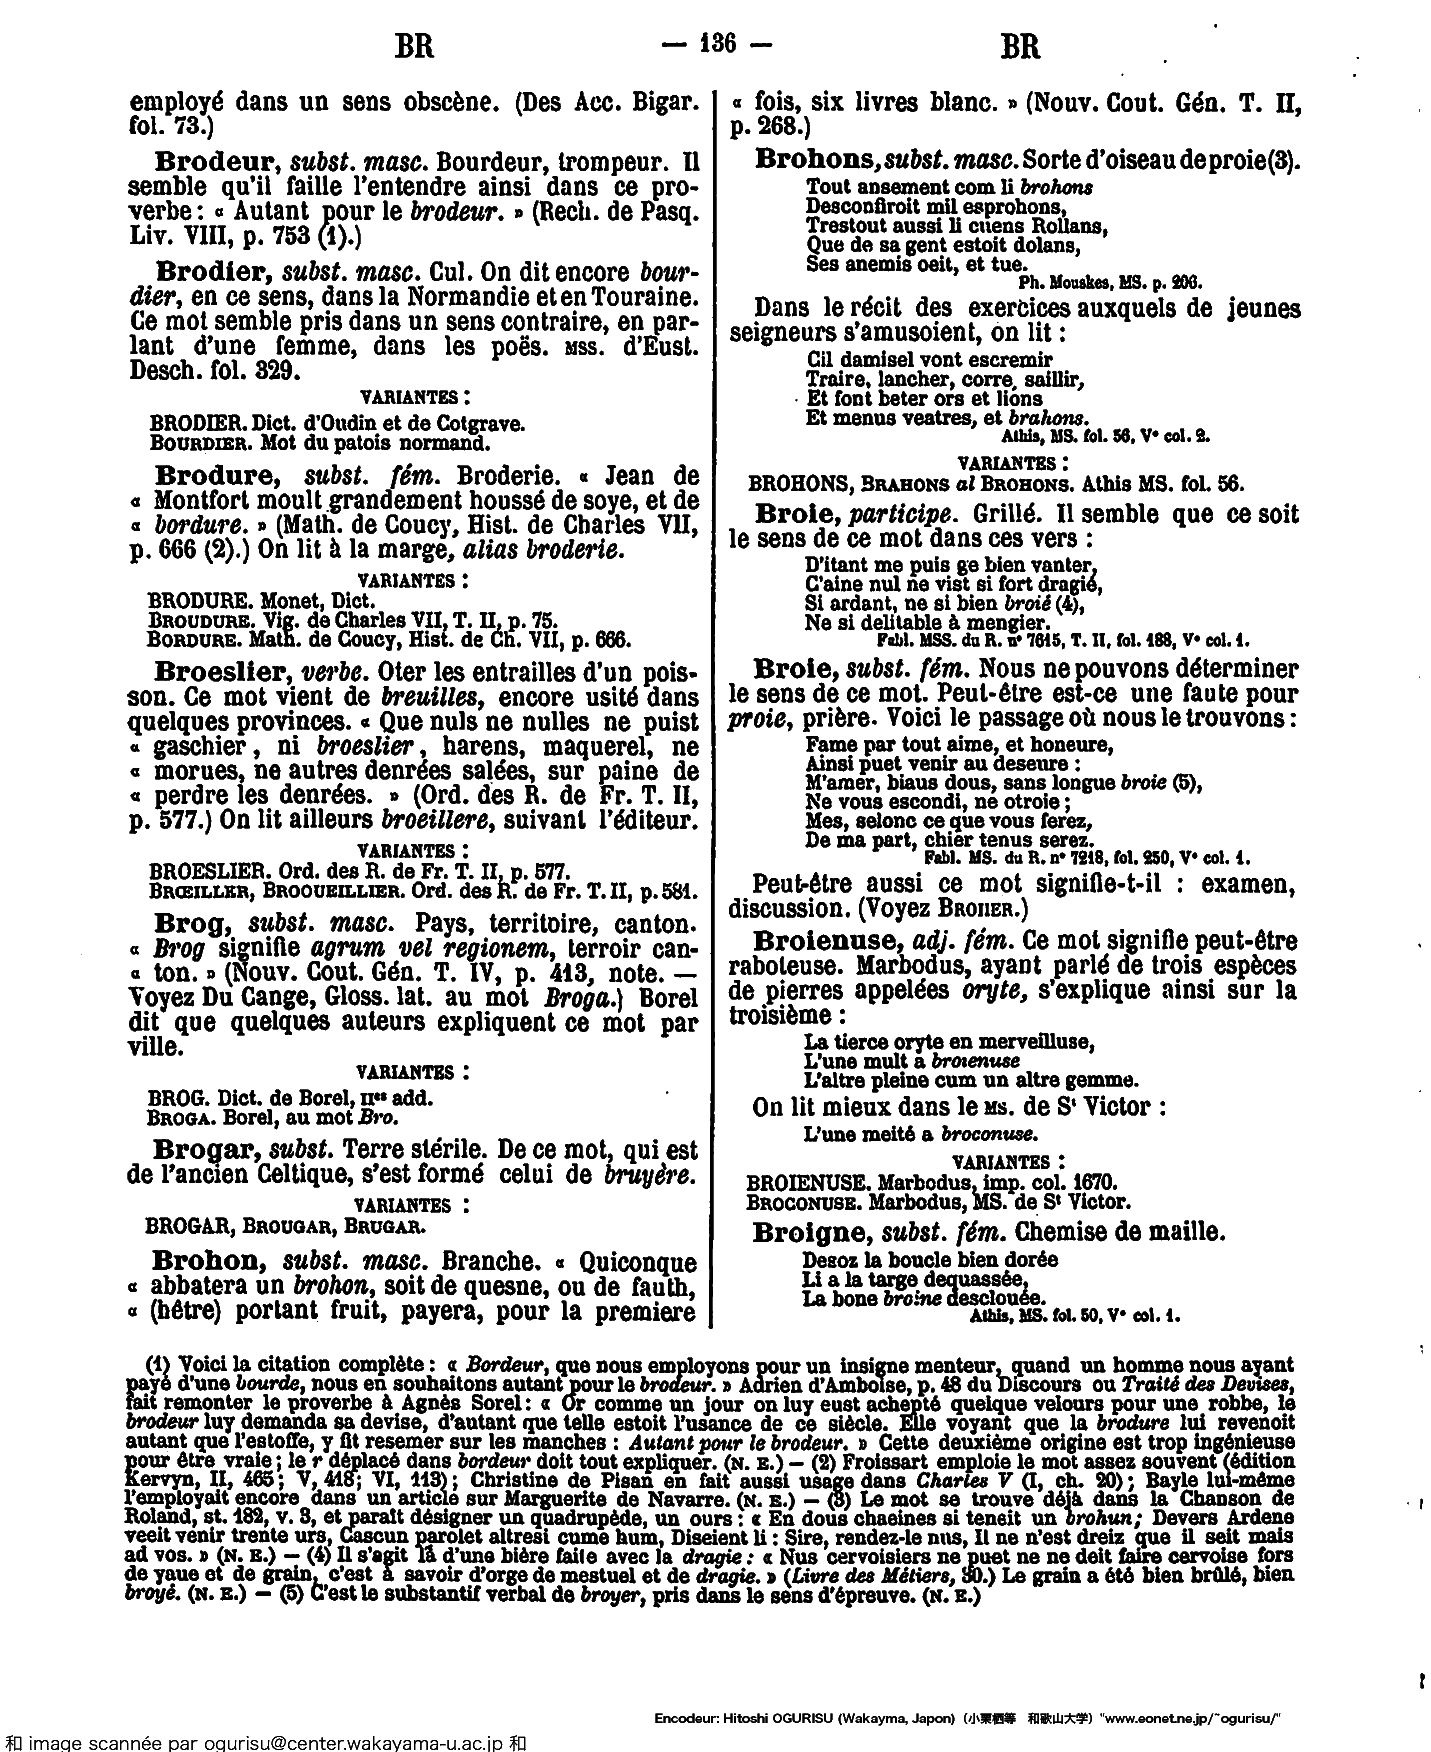 BR
— 136 —
BR
employé dans un sens obscène. (Des Acc. Bigar.
fol. 73.)
Brodeur, subst. masc. Bourdeur, trompeur. Il
semble qu'il faille l'entendre ainsi dans ce pro-
verbe : « Autant pour le brodeur. » (Rech. de Pasq.
Liv. VIII, p. 753 (1).)
Brodier, subst. masc. Cul. On dit encore bour-
dier, en ce sens, dans la Normandie et en Touraine.
Ce mot semble pris dans un sens contraire, en par-
lant d'une femme, dans les poës. MSS. d'Eust.
Desch. fol. 329.
VARIANTES :
BRODIER. Dict. d'Oudin et de Cotgrave.
BOURDIER. Mot du patois normand.
Brodure, subst. fém. Broderie. « Jean de
« Montfort moult grandement houssé de soye, et de
« bordure. » (Math. de Coucy, Hist. de Charles VII,
p. 666 (2).) On lit à la marge, alias broderie.
VARIANTES :
BRODURE. Monet, Dict.
BROUDURE. Vig. de Charles VII, T. II, p. 75.
BORDURE. Math. de Coucy, Hist. de Ch. VII, p. 666.
Broeslier, verbe. Oter les entrailles d'un pois-
son. Ce mot vient de breuilles, encore usité dans
quelques provinces. « Que nuls ne nulles ne puist
« gaschier, ni broeslier, harens, maquerel, ne
« morues, ne autres denrées salées, sur paine de
« perdre les denrées. » (Ord. des R. de Fr. T. II,
p. 577.) On lit ailleurs broeillere, suivant l'éditeur.
VARIANTES :
BROESLIER. Ord. des R. de Fr. T. II, p. 577.
BRŒILLER, BROOUEILLIER. Ord. des R. de Fr. T. II, p. 581.
Brog, subst. masc. Pays, territoire, canton.
« Brog signifie agrum vel regionem, terroir can-
« ton. » (Nouv. Cout. Gén. T. IV, p. 413, note. —
Voyez Du Cange, Gloss. lat. au mot Broga.) Borel
dit que quelques auteurs expliquent ce mot par
ville.
VARIANTES :
BROG. Dict. de Borel, IIes add.
BROGA. Borel, au mot Bro.
Brogar, subst. Terre stérile. De ce mot, qui est
de l'ancien Celtique, s'est formé celui de bruyère.
VARIANTES :
BROGAR, BROUGAR, BRUGAR.
Brohon, subst. masc. Branche. « Quiconque
« abbatera un brohon, soit de quesne, ou de fauth,
« (hêtre) portant fruit, payera, pour la premiere
« fois, six livres blanc. » (Nouv. Cout. Gén. T. II,
p. 268.)
Brohons, subst. masc. Sorte d'oiseau de proie (3).
Tout ansement com li brohons
Desconfiroit mil esprohons,
Trestout aussi li cuens Rollans,
Que de sa gent estoit dolans,
Ses anemis oeit, et tue.
Ph. Mouskes, MS. p. 206.
Dans le récit des exercices auxquels de jeunes
seigneurs s'amusoient, on lit :
Cil damisel vont escremir
Traire, lancher, corre, saillir,
Et font beter ors et lions
Et menus veatres, et brahons.
Athis, MS. fol. 56, V° col. 2.
VARIANTES :
BROHONS, BRAHONS al BROHONS. Athis MS. fol. 56.
Broie, participe. Grillé. Il semble que ce soit
le sens de ce mot dans ces vers :
D'itant me puis ge bien vanter,
C'aine nul ne vist si fort dragié,
Si ardant, ne si bien broié (4),
Ne si delitable à mengier.
Fabl. MSS. du R. n° 7615, T. II, fol. 188, V° col. 1.
Broie, subst. fém. Nous ne pouvons déterminer
le sens de ce mot. Peut-être est-ce une faute pour
proie, prière. Voici le passage où nous le trouvons :
Fame par tout aime, et honeure,
Ainsi puet venir au deseure :
M'amer, biaus dous, sans longue broie (5),
Ne vous escondi, ne otroie ;
Mes, selonc ce que vous ferez,
De ma part, chier tenus serez.
Fabl. MS. du R. n° 7218, fol. 250, V° col. 1.
Peut-être aussi ce mot signifie-t-il : examen,
discussion. (Voyez BROIIER.)
Broienuse, adj. fém. Ce mot signifie peut-être
raboteuse. Marbodus, ayant parlé de trois espèces
de pierres appelées oryte, s'explique ainsi sur la
troisième :
La tierce oryte en merveilluse,
L'une mult a broienuse
L'altre pleine cum un altre gemme.
On lit mieux dans le MS. de St Victor :
L'une meité a broconuse.
VARIANTES :
BROIENUSE. Marbodus, imp. col. 1670.
BROCONUSE. Marbodus, MS. de St Victor.
Broigne, subst. fém. Chemise de maille.
Desoz la boucle bien dorée
Li a la targe dequassée,
La bone broine desclouée.
Athis, MS. fol. 50, V° col. 1.
(1) Voici la citation complète : « Bordeur, que nous employons pour un insigne menteur, quand un homme nous ayant
payé d'une bourde, nous en souhaitons autant pour le brodeur. » Adrien d'Amboise, p. 48 du Discours ou Traité des Devises,
fait remonter le proverbe à Agnès Sorel : « Or comme un jour on luy eust achepté quelque velours pour une robbe, le
brodeur luy demanda sa devise, d'autant que telle estoit l'usance de ce siècle. Elle voyant que la brodure lui revenoit
autant que l'estoffe, y fit resemer sur les manches : Autant pour le brodeur. » Cette deuxième origine est trop ingénieuse
pour être vraie ; le r déplacé dans bordeur doit tout expliquer. (N. E.) — (2) Froissart emploie le mot assez souvent (édition
Kervyn, II, 465 ; V, 418 ; VI, 113) ; Christine de Pisan en fait aussi usage dans Charles V (I, ch. 20) ; Bayle lui-même
l'employait encore dans un article sur Marguerite de Navarre. (N. E.) — (3) Le mot se trouve déjà dans la Chanson de
Roland, st. 182, v. 3, et paraît désigner un quadrupède, un ours : « En dous chaeines si teneit un brohun; Devers Ardene
veeit venir trente urs, Cascun parolet altresi cume hum, Diseient li : Sire, rendez-le nus, Il ne n'est dreiz que il seit mais
ad vos. » (N. E.) — (4) Il s'agit là d'une bière faite avec la dragie : « Nus cervoisiers ne puet ne ne deit faire cervoise fors
de yaue et de grain, c'est à savoir d'orge de mestuel et de dragie. » (Livre des Métiers, 30.) Le grain a été bien brûlé, bien
broyé. (N. E.) — (5) C'est le substantif verbal de broyer, pris dans le sens d'épreuve. (N. E.)
Encodeur: Hitoshi OGURISU (Wakayma, Japon) (小栗栖等 和歌山大学) "www.eonet.ne.jp/~ogurisu/"
和 image scannée par ogurisu@center.wakayama-u.ac.jp 和